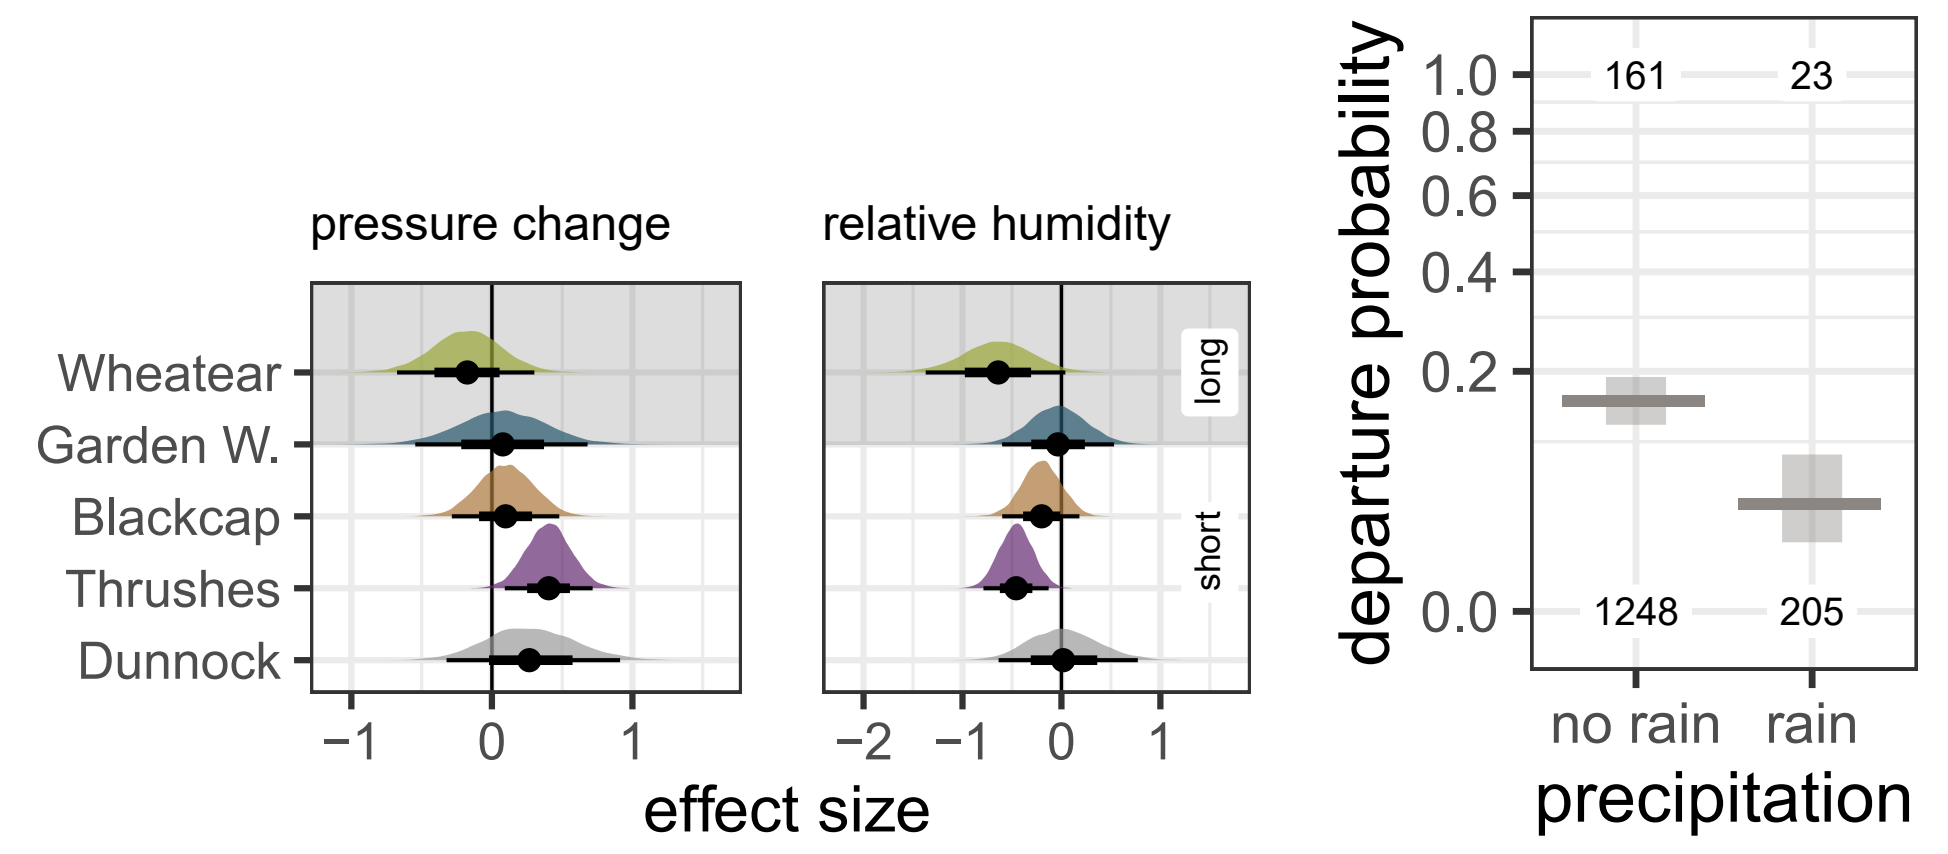 pressure change
relative humidity
Wheatear
Garden W.
Blackcap
Thrushes
Dunnock
long
short
−1 0 1
−2 −1 0 1
effect size
departure probability
1.0
0.8
0.6
0.4
0.2
0.0
161 23
1248 205
no rain rain
precipitation